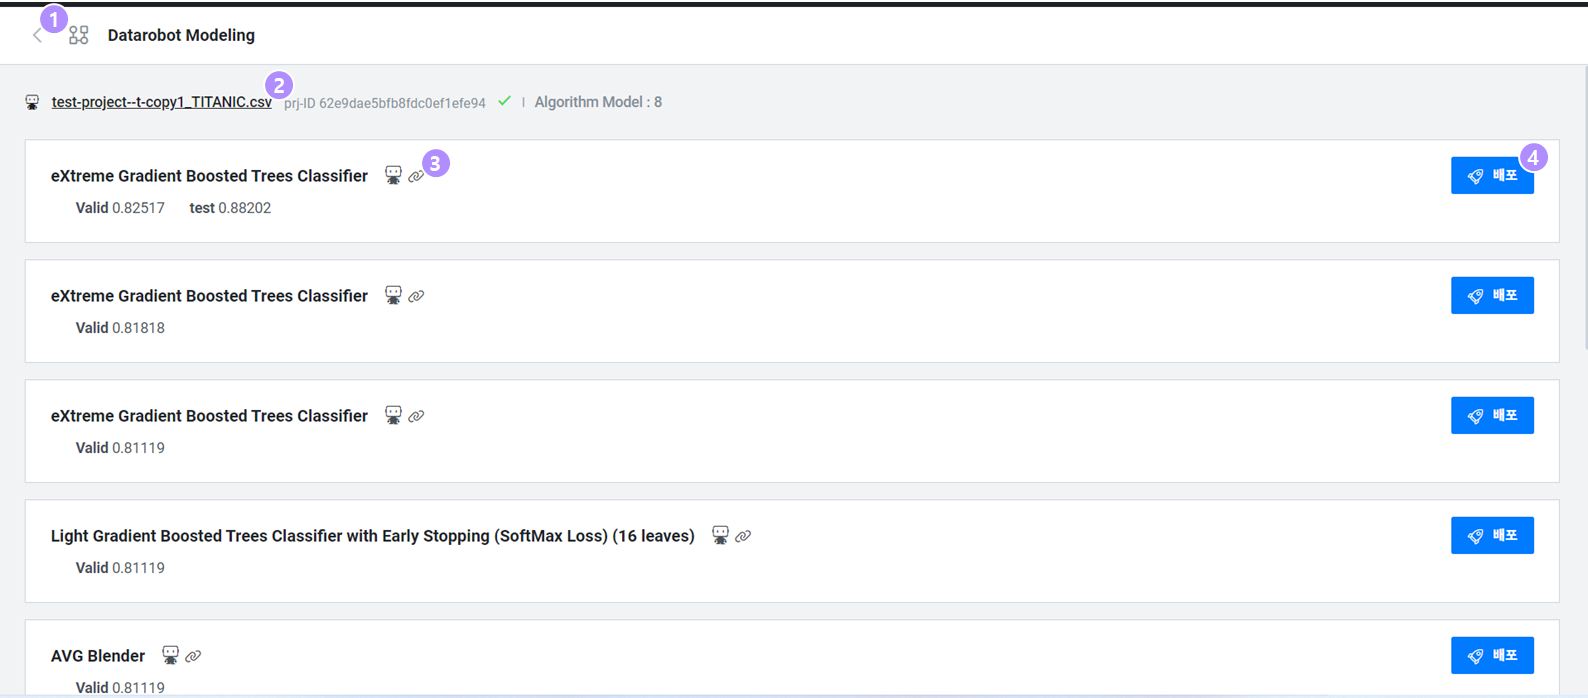 1
Datarobot Modeling
2
test-project--t-copy1_TITANIC.csv prj-ID 62e9dae5bfb8fdc0ef1efe94 | Algorithm Model : 8
eXtreme Gradient Boosted Trees Classifier 3
배포 4
Valid 0.82517 test 0.88202
eXtreme Gradient Boosted Trees Classifier
배포
Valid 0.81818
eXtreme Gradient Boosted Trees Classifier
배포
Valid 0.81119
Light Gradient Boosted Trees Classifier with Early Stopping (SoftMax Loss) (16 leaves)
배포
Valid 0.81119
AVG Blender
배포
Valid 0.81119